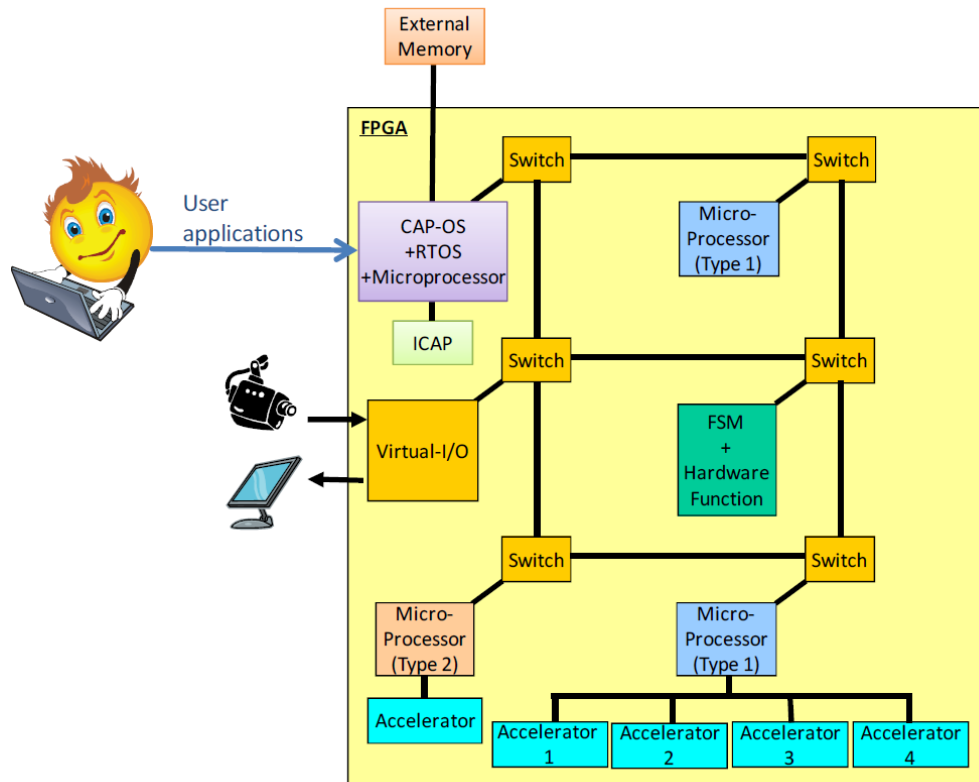 External
Memory
FPGA
Switch
Switch
User
applications
CAP-OS
+RTOS
+Microprocessor
Micro-
Processor
(Type 1)
ICAP
Switch
Switch
Virtual-I/O
FSM
+
Hardware
Function
Switch
Switch
Micro-
Processor
(Type 2)
Micro-
Processor
(Type 1)
Accelerator
Accelerator
1
Accelerator
2
Accelerator
3
Accelerator
4